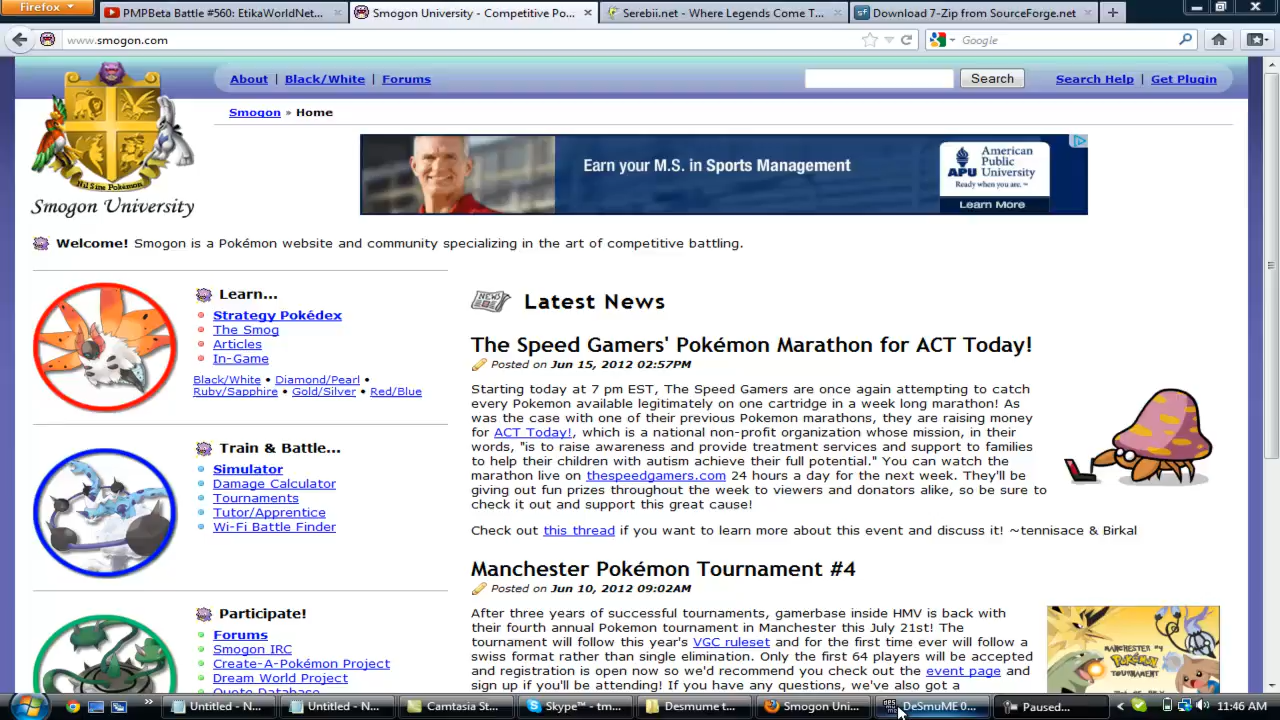 Firefox
PMPBeta Battle #560: EtikaWorldNet...
Smogon University - Competitive Po...
Serebii.net - Where Legends Come T...
Download 7-Zip from SourceForge.net
www.smogon.com
Google
About | Black/White | Forums
Search
Search Help | Get Plugin
Smogon » Home
Nil Sine Pokémon
Smogon University
Earn your M.S. in Sports Management
American
Public
University
APU
Ready when you are.™
Learn More
Welcome! Smogon is a Pokémon website and community specializing in the art of competitive battling.
Learn...
Strategy Pokédex
The Smog
Articles
In-Game
Black/White • Diamond/Pearl •
Ruby/Sapphire • Gold/Silver • Red/Blue
Train & Battle...
Simulator
Damage Calculator
Tournaments
Tutor/Apprentice
Wi-Fi Battle Finder
Participate!
Forums
Smogon IRC
Create-A-Pokémon Project
Dream World Project
Quote Database
NEWS
Latest News
The Speed Gamers' Pokémon Marathon for ACT Today!
Posted on Jun 15, 2012 02:57PM
Starting today at 7 pm EST, The Speed Gamers are once again attempting to catch
every Pokemon available legitimately on one cartridge in a week long marathon! As
was the case with one of their previous Pokemon marathons, they are raising money
for ACT Today!, which is a national non-profit organization whose mission, in their
words, "is to raise awareness and provide treatment services and support to families
to help their children with autism achieve their full potential." You can watch the
marathon live on thespeedgamers.com 24 hours a day for the next week. They'll be
giving out fun prizes throughout the week to viewers and donators alike, so be sure to
check it out and support this great cause!
Check out this thread if you want to learn more about this event and discuss it! ~tennisace & Birkal
Manchester Pokémon Tournament #4
Posted on Jun 10, 2012 09:02AM
After three years of successful tournaments, gamerbase inside HMV is back with
their fourth annual Pokemon tournament in Manchester this July 21st! The
tournament will follow this year's VGC ruleset and for the first time ever will follow a
swiss format rather than single elimination. Only the first 64 players will be accepted
and registration is open now so we'd recommend you check out the event page and
sign up if you'll be attending! If you have any questions, we've also got a
MANCHESTER #4
POKéMON
TOURNAMENT
Untitled - N...
Untitled - N...
Camtasia St...
Skype™ - tm...
Desmume t...
Smogon Uni...
DeSmuME 0...
Paused...
11:46 AM